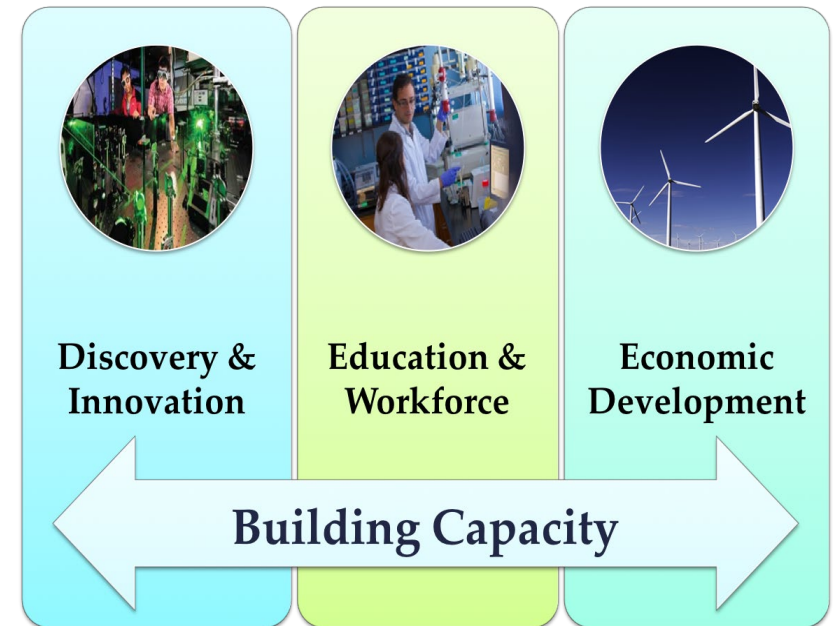 Discovery &
Innovation
Education &
Workforce
Economic
Development
Building Capacity